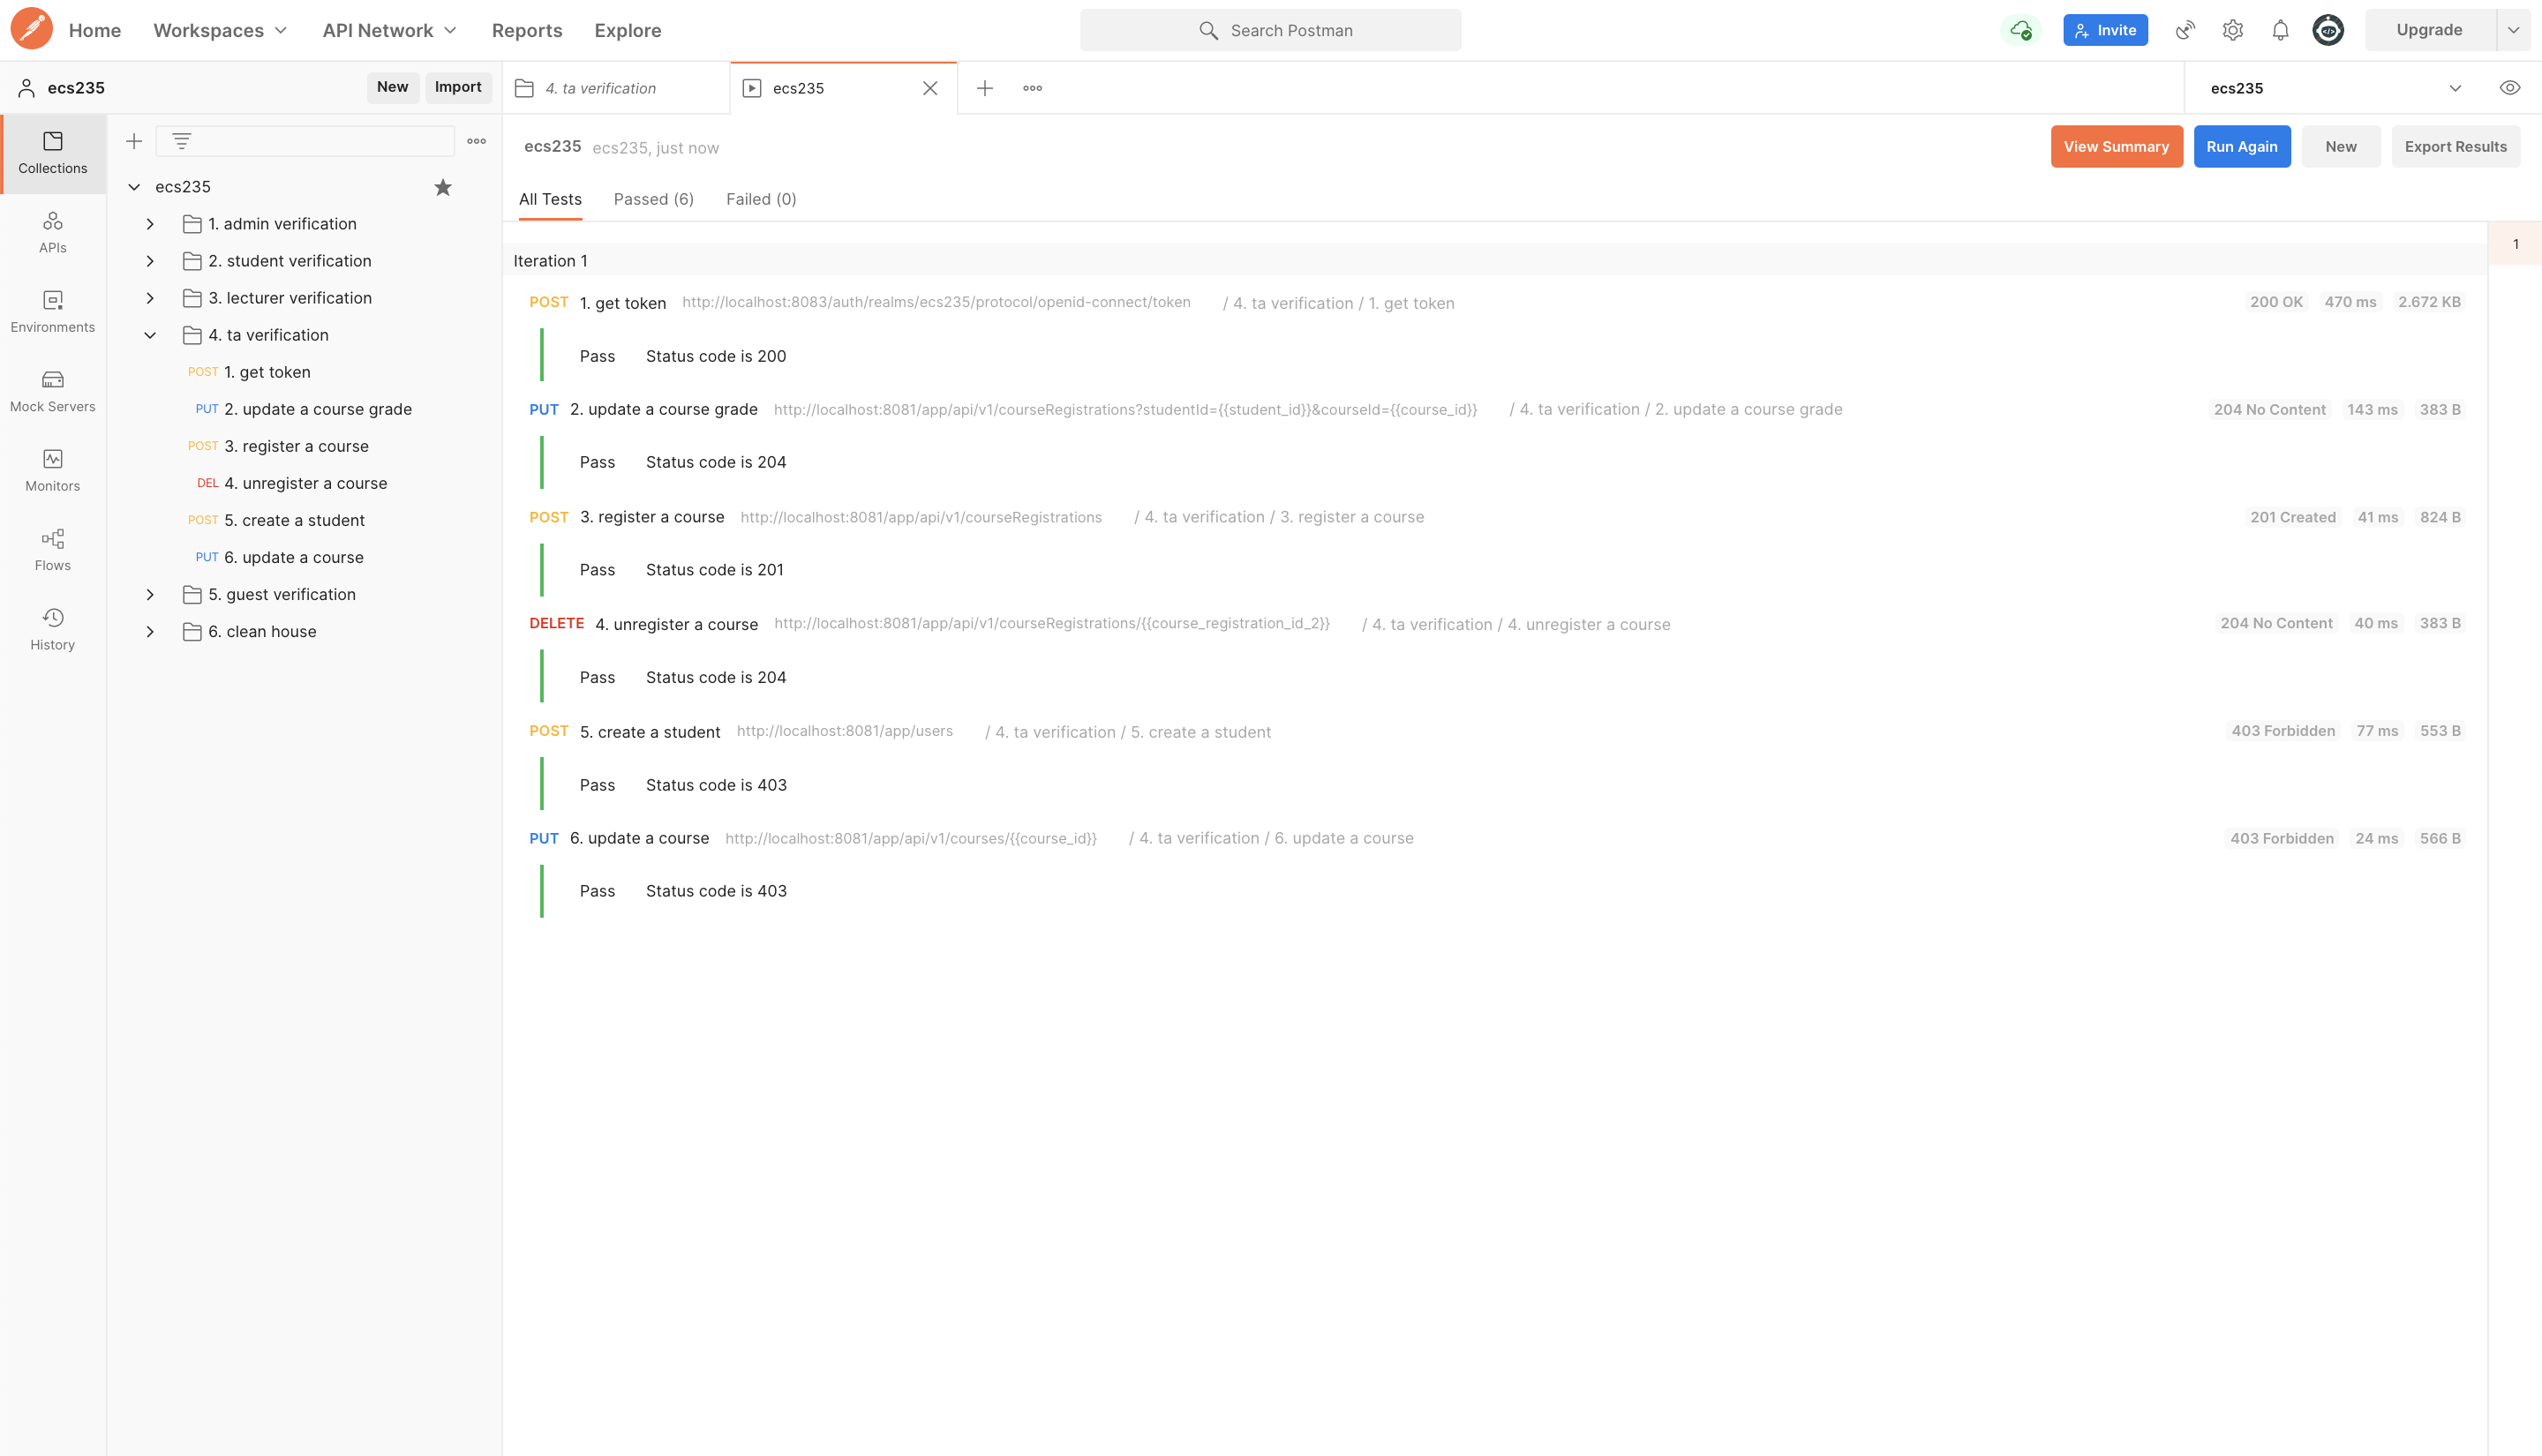 Home Workspaces API Network Reports Explore Search Postman Invite Upgrade
ecs235 New Import 4. ta verification ecs235 ecs235
Collections
APIs
Environments
Mock Servers
Monitors
Flows
History
ecs235
1. admin verification
2. student verification
3. lecturer verification
4. ta verification
POST 1. get token
PUT 2. update a course grade
POST 3. register a course
DEL 4. unregister a course
POST 5. create a student
PUT 6. update a course
5. guest verification
6. clean house
ecs235 ecs235, just now View Summary Run Again New Export Results
All Tests Passed (6) Failed (0)
1
Iteration 1
POST 1. get token http://localhost:8083/auth/realms/ecs235/protocol/openid-connect/token / 4. ta verification / 1. get token 200 OK 470 ms 2.672 KB
Pass Status code is 200
PUT 2. update a course grade http://localhost:8081/app/api/v1/courseRegistrations?studentId={{student_id}}&courseId={{course_id}} / 4. ta verification / 2. update a course grade 204 No Content 143 ms 383 B
Pass Status code is 204
POST 3. register a course http://localhost:8081/app/api/v1/courseRegistrations / 4. ta verification / 3. register a course 201 Created 41 ms 824 B
Pass Status code is 201
DELETE 4. unregister a course http://localhost:8081/app/api/v1/courseRegistrations/{{course_registration_id_2}} / 4. ta verification / 4. unregister a course 204 No Content 40 ms 383 B
Pass Status code is 204
POST 5. create a student http://localhost:8081/app/users / 4. ta verification / 5. create a student 403 Forbidden 77 ms 553 B
Pass Status code is 403
PUT 6. update a course http://localhost:8081/app/api/v1/courses/{{course_id}} / 4. ta verification / 6. update a course 403 Forbidden 24 ms 566 B
Pass Status code is 403